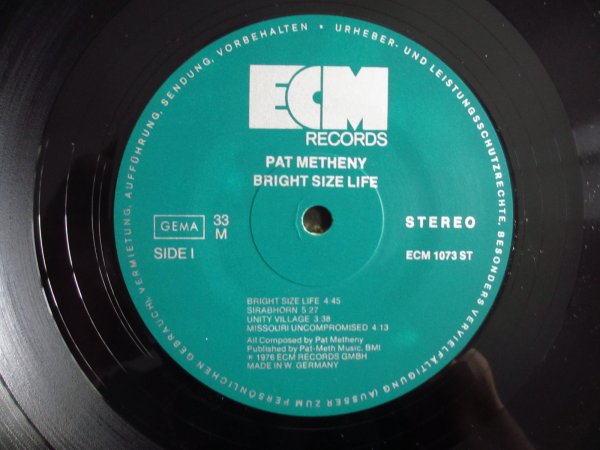 URHEBER- UND LEISTUNGSSCHUTZRECHTE, BESONDERS VERVIELFÄLTIGUNG (AUSSER ZUM PERSÖNLICHEN GEBRAUCH), VERMIETUNG, AUFFÜHRUNG, SENDUNG, VORBEHALTEN •
ECM
RECORDS
PAT METHENY
BRIGHT SIZE LIFE
GEMA 33 M
STEREO
SIDE I
ECM 1073 ST
BRIGHT SIZE LIFE 4:45
SIRABHORN 5:27
UNITY VILLAGE 3.38
MISSOURI UNCOMPROMISED 4.13
All Composed by Pat Metheny
Published by Pat-Meth Music, BMI
℗ 1976 ECM RECORDS GMBH
MADE IN W. GERMANY